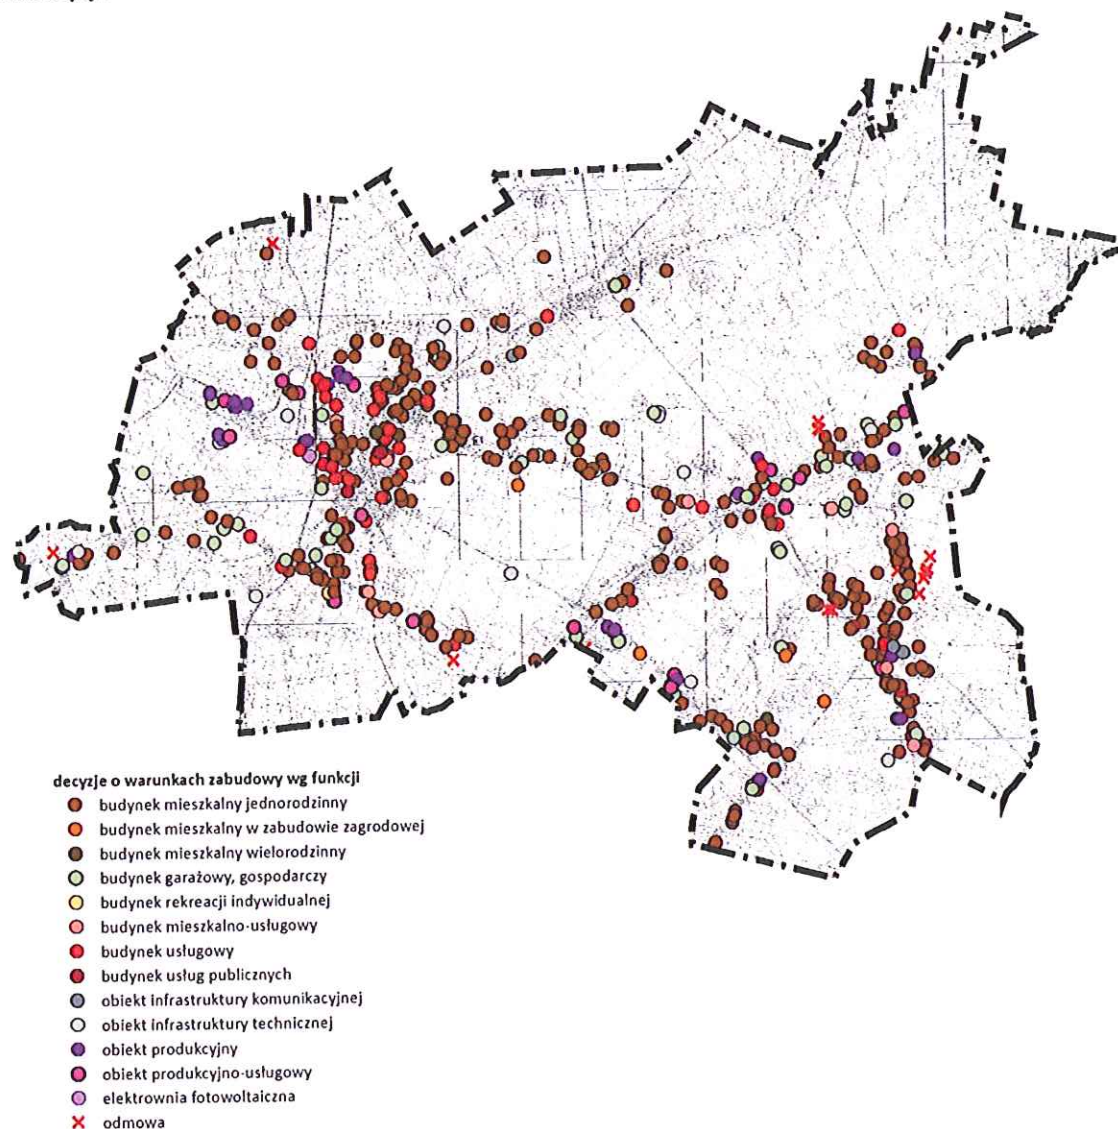 decyzje o warunkach zabudowy wg funkcji
budynek mieszkalny jednorodzinny
budynek mieszkalny w zabudowie zagrodowej
budynek mieszkalny wielorodzinny
budynek garażowy, gospodarczy
budynek rekreacji indywidualnej
budynek mieszkalno-usługowy
budynek usługowy
budynek usług publicznych
obiekt infrastruktury komunikacyjnej
obiekt infrastruktury technicznej
obiekt produkcyjny
obiekt produkcyjno-usługowy
elektrownia fotowoltaiczna
odmowa